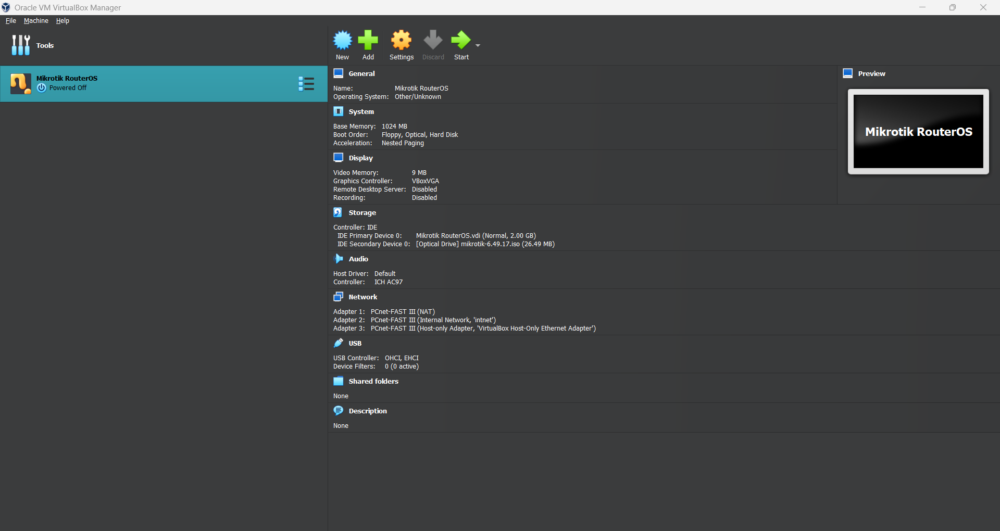 Oracle VM VirtualBox Manager
File Machine Help
Tools
New Add Settings Discard Start
Mikrotik RouterOS
Powered Off
General
Name: Mikrotik RouterOS
Operating System: Other/Unknown
System
Base Memory: 1024 MB
Boot Order: Floppy, Optical, Hard Disk
Acceleration: Nested Paging
Display
Video Memory: 9 MB
Graphics Controller: VBoxVGA
Remote Desktop Server: Disabled
Recording: Disabled
Preview
Mikrotik RouterOS
Storage
Controller: IDE
IDE Primary Device 0: Mikrotik RouterOS.vdi (Normal, 2.00 GB)
IDE Secondary Device 0: [Optical Drive] mikrotik-6.49.17.iso (26.49 MB)
Audio
Host Driver: Default
Controller: ICH AC97
Network
Adapter 1: PCnet-FAST III (NAT)
Adapter 2: PCnet-FAST III (Internal Network, 'intnet')
Adapter 3: PCnet-FAST III (Host-only Adapter, 'VirtualBox Host-Only Ethernet Adapter')
USB
USB Controller: OHCI, EHCI
Device Filters: 0 (0 active)
Shared folders
None
Description
None